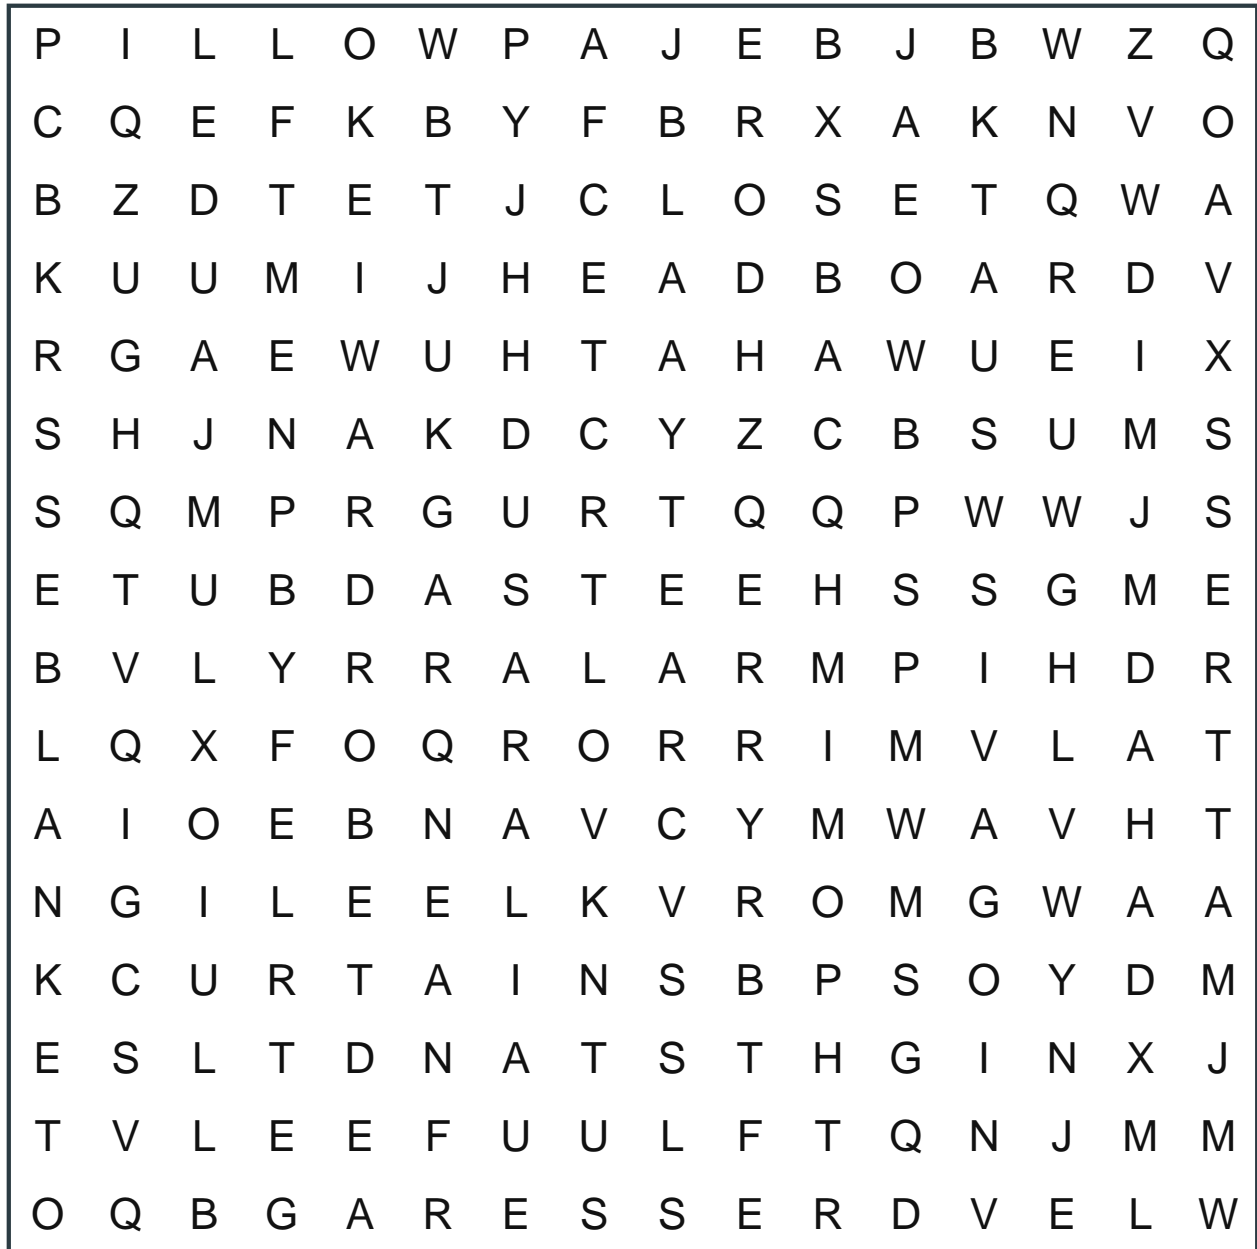 P I L L O W P A J E B J B W Z Q
C Q E F K B Y F B R X A K N V O
B Z D T E T J C L O S E T Q W A
K U U M I J H E A D B O A R D V
R G A E W U H T A H A W U E I X
S H J N A K D C Y Z C B S U M S
S Q M P R G U R T Q Q P W W J S
E T U B D A S T E E H S S G M E
B V L Y R R A L A R M P I H D R
L Q X F O Q R O R R I M V L A T
A I O E B N A V C Y M W A V H T
N G I L E E L K V R O M G W A A
K C U R T A I N S B P S O Y D M
E S L T D N A T S T H G I N X J
T V L E E F U U L F T Q N J M M
O Q B G A R E S S E R D V E L W